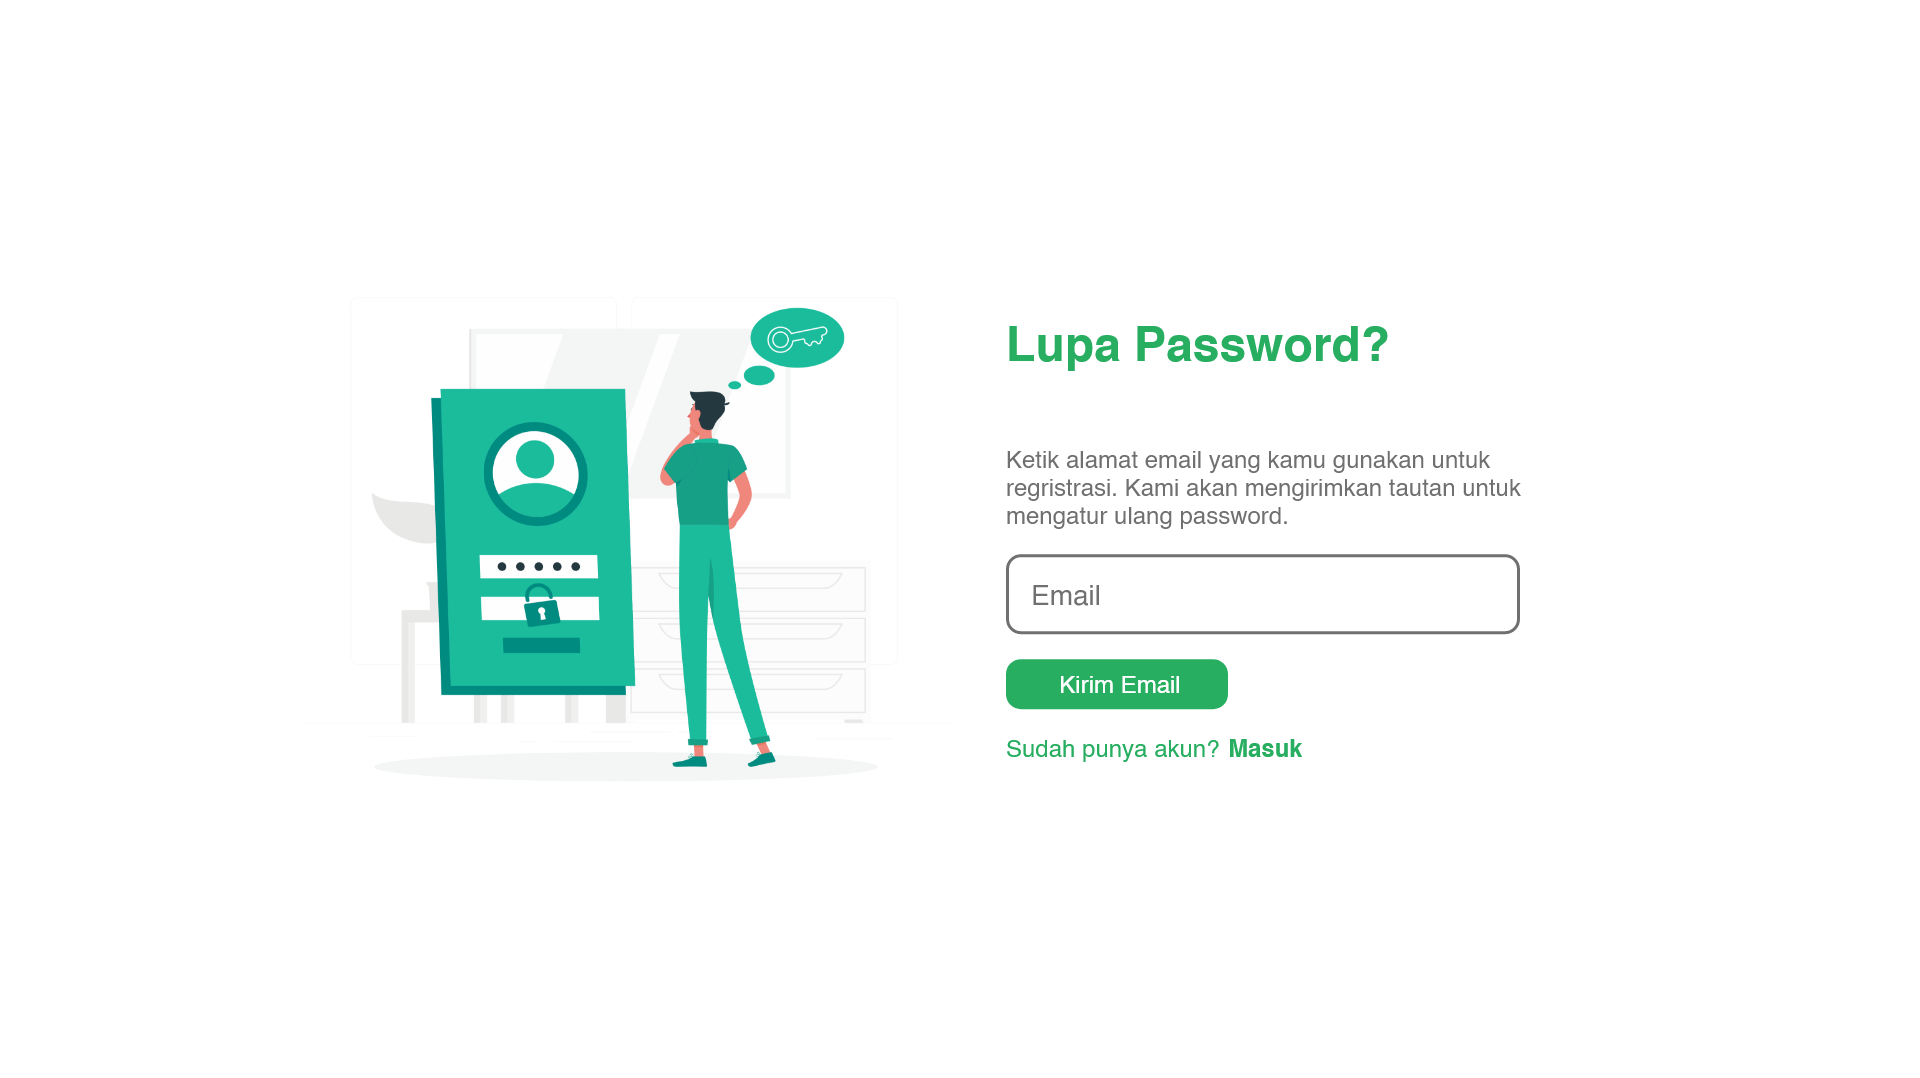 Lupa Password?
Ketik alamat email yang kamu gunakan untuk
regristrasi. Kami akan mengirimkan tautan untuk
mengatur ulang password.
Email
Kirim Email
Sudah punya akun? Masuk